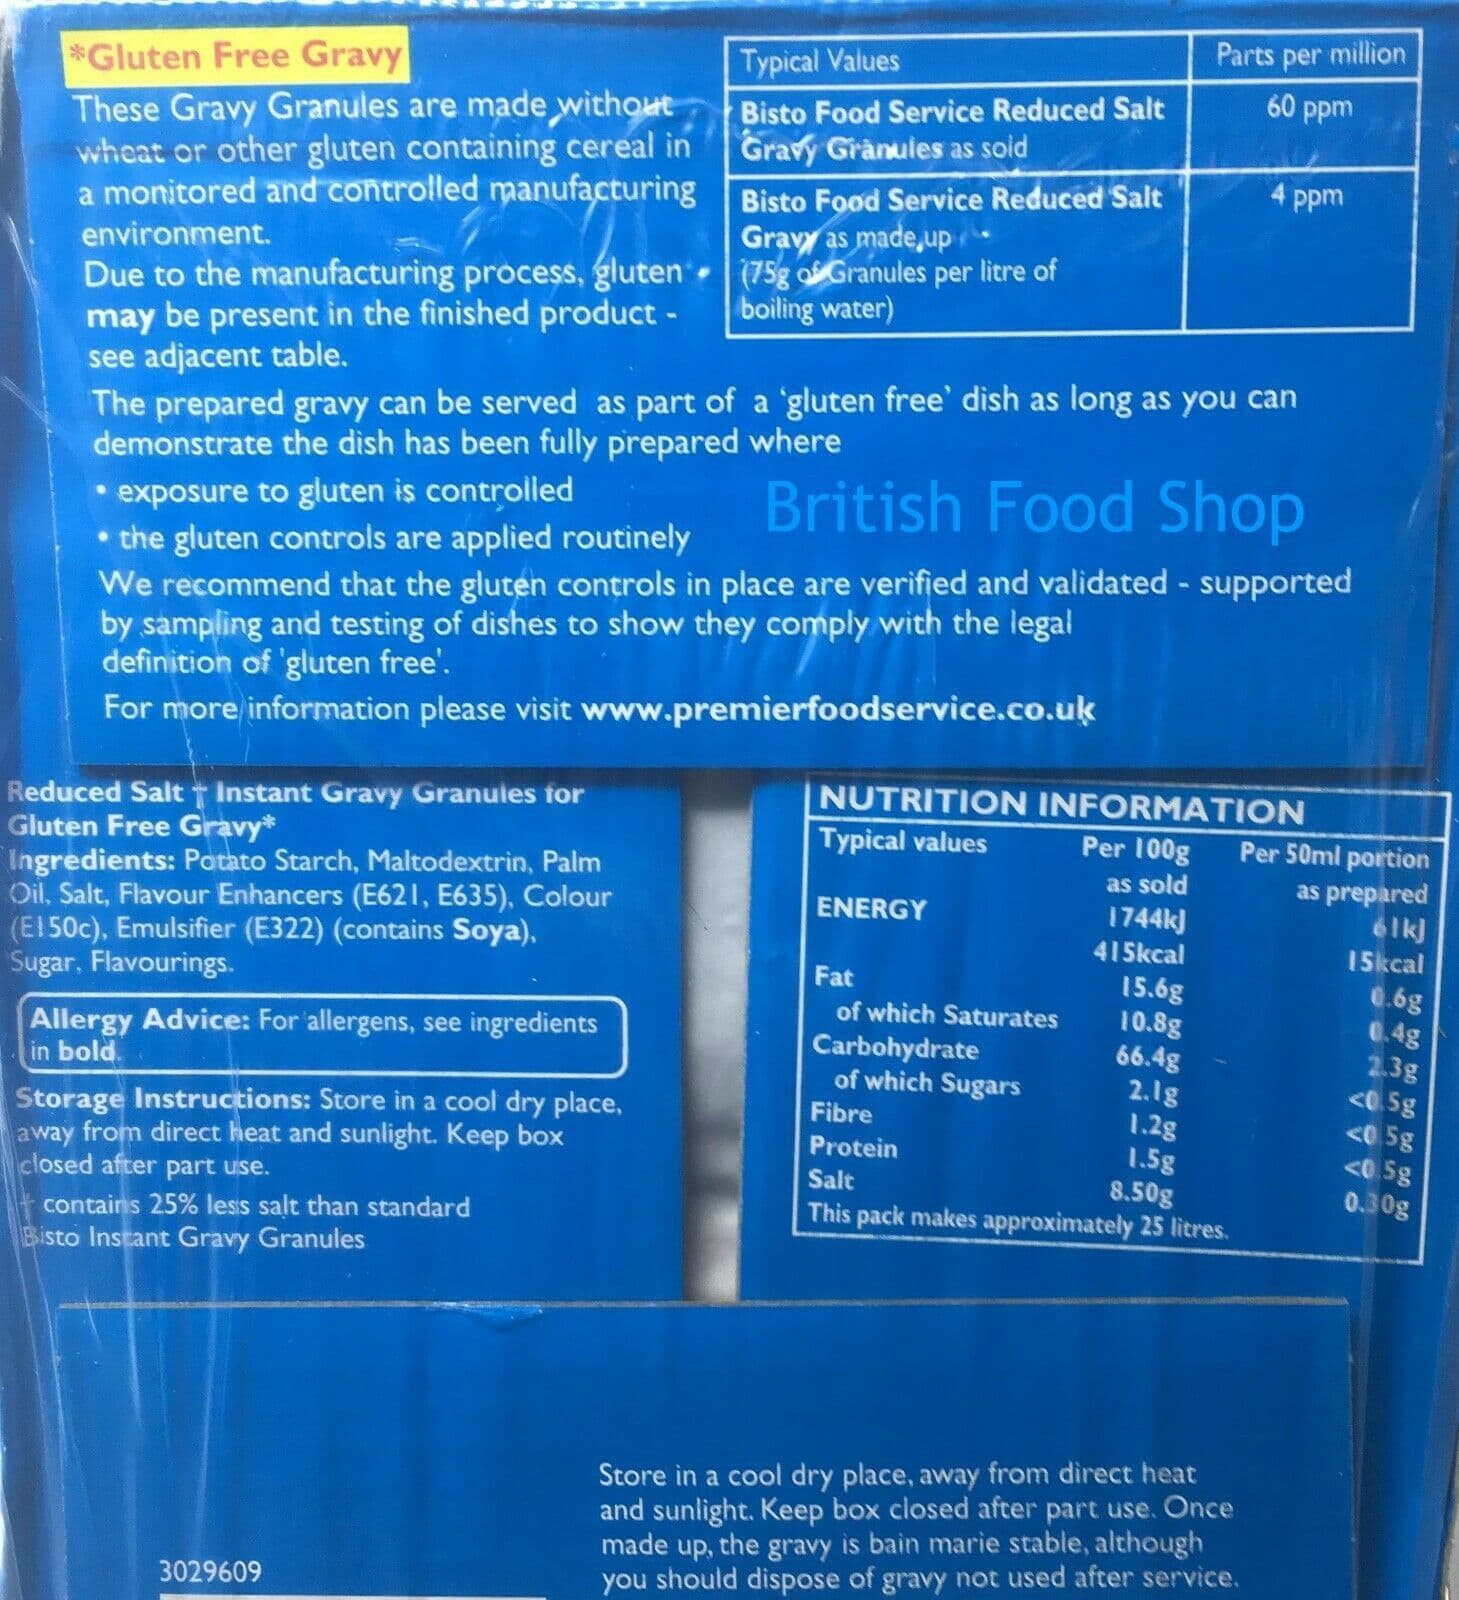 *Gluten Free Gravy
These Gravy Granules are made without
wheat or other gluten containing cereal in
a monitored and controlled manufacturing
environment.
Due to the manufacturing process, gluten
may be present in the finished product -
see adjacent table.
Typical Values Parts per million
Bisto Food Service Reduced Salt 60 ppm
Gravy Granules as sold
Bisto Food Service Reduced Salt 4 ppm
Gravy as made up
(75g of Granules per litre of
boiling water)
The prepared gravy can be served as part of a 'gluten free' dish as long as you can
demonstrate the dish has been fully prepared where
• exposure to gluten is controlled
• the gluten controls are applied routinely
British Food Shop
We recommend that the gluten controls in place are verified and validated - supported
by sampling and testing of dishes to show they comply with the legal
definition of 'gluten free'.
For more information please visit www.premierfoodservice.co.uk
Reduced Salt † Instant Gravy Granules for
Gluten Free Gravy*
Ingredients: Potato Starch, Maltodextrin, Palm
Oil, Salt, Flavour Enhancers (E621, E635), Colour
(E150c), Emulsifier (E322) (contains Soya),
Sugar, Flavourings.
Allergy Advice: For allergens, see ingredients
in bold.
Storage Instructions: Store in a cool dry place,
away from direct heat and sunlight. Keep box
closed after part use.
† contains 25% less salt than standard
Bisto Instant Gravy Granules
NUTRITION INFORMATION
Typical values Per 100g Per 50ml portion
as sold as prepared
ENERGY 1744kJ 61kJ
415kcal 15kcal
Fat 15.6g 0.6g
of which Saturates 10.8g 0.4g
Carbohydrate 66.4g 2.3g
of which Sugars 2.1g <0.5g
Fibre 1.2g <0.5g
Protein 1.5g <0.5g
Salt 8.50g 0.30g
This pack makes approximately 25 litres.
Store in a cool dry place, away from direct heat
and sunlight. Keep box closed after part use. Once
made up, the gravy is bain marie stable, although
you should dispose of gravy not used after service.
3029609